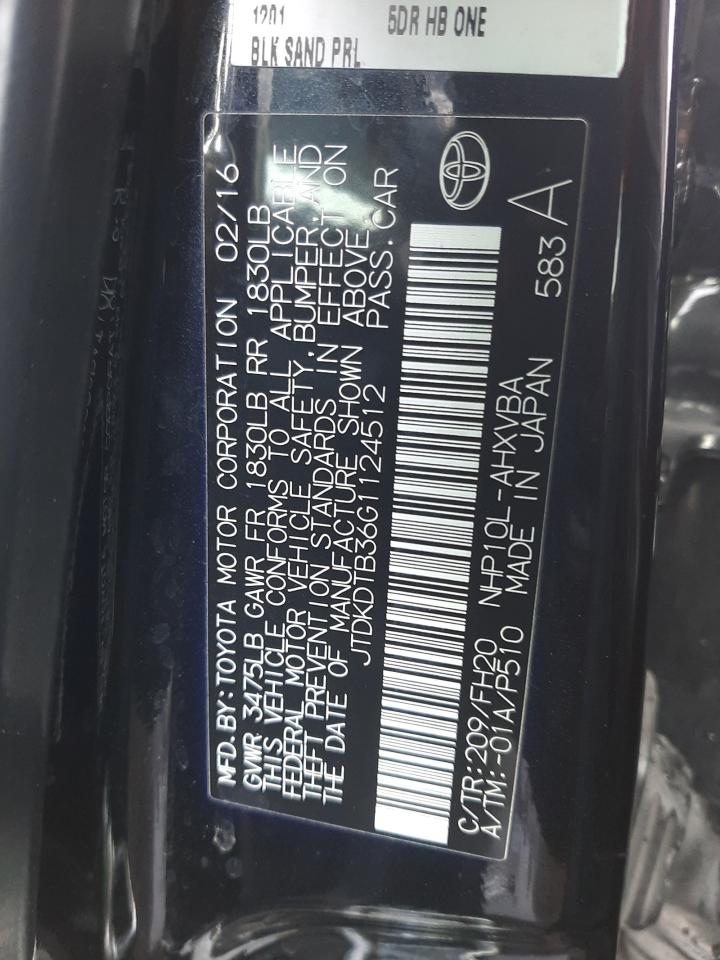 1201 5DR HB ONE
BLK SAND PRL
MFD.BY:TOYOTA MOTOR CORPORATION 02/16
GVWR 3475LB GAWR FR 1830LB RR 1830LB
THIS VEHICLE CONFORMS TO ALL APPLICABLE
FEDERAL MOTOR VEHICLE SAFETY,BUMPER,AND
THEFT PREVENTION STANDARDS IN EFFECT ON
THE DATE OF MANUFACTURE SHOWN ABOVE.
JTDKDTB36G1124512 PASS.CAR
C/TR:209/FH20 NHP10L-AHXVBA
A/TM:-01A/P510 MADE IN JAPAN 583 A